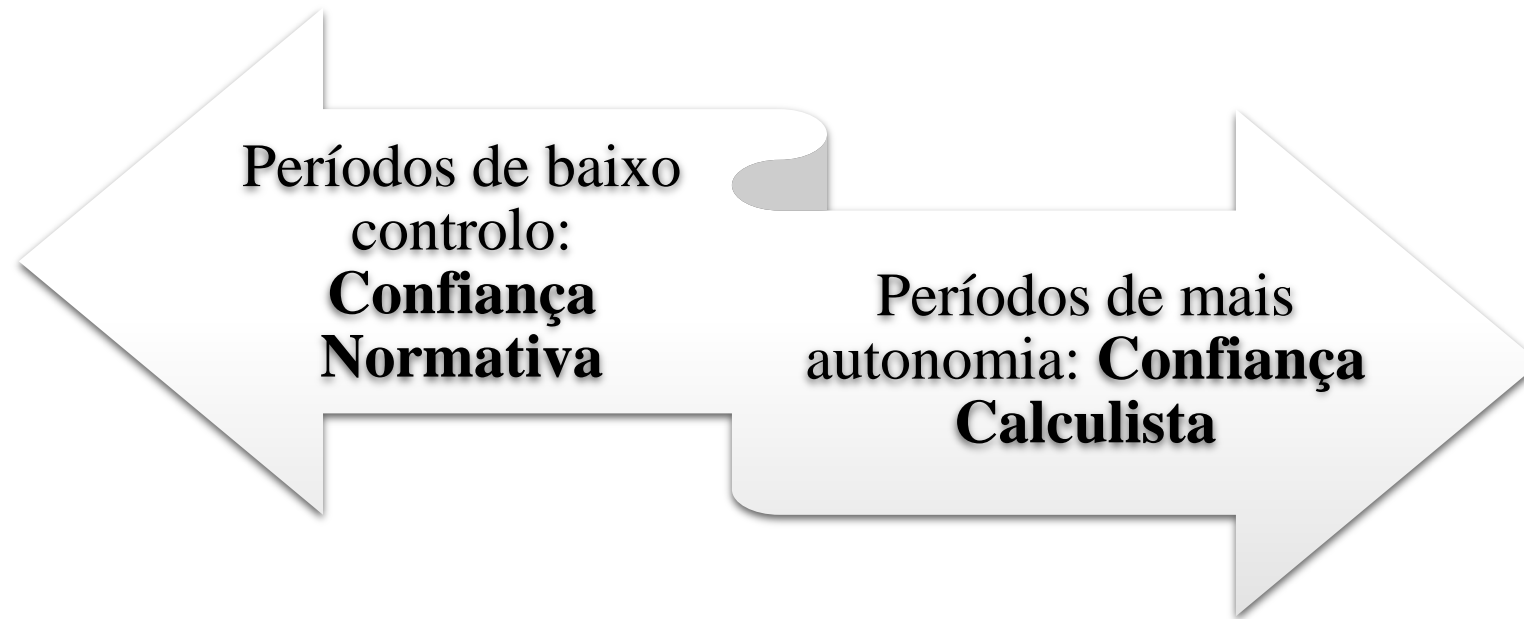 Períodos de baixo
controlo:
Confiança
Normativa
Períodos de mais
autonomia: Confiança
Calculista